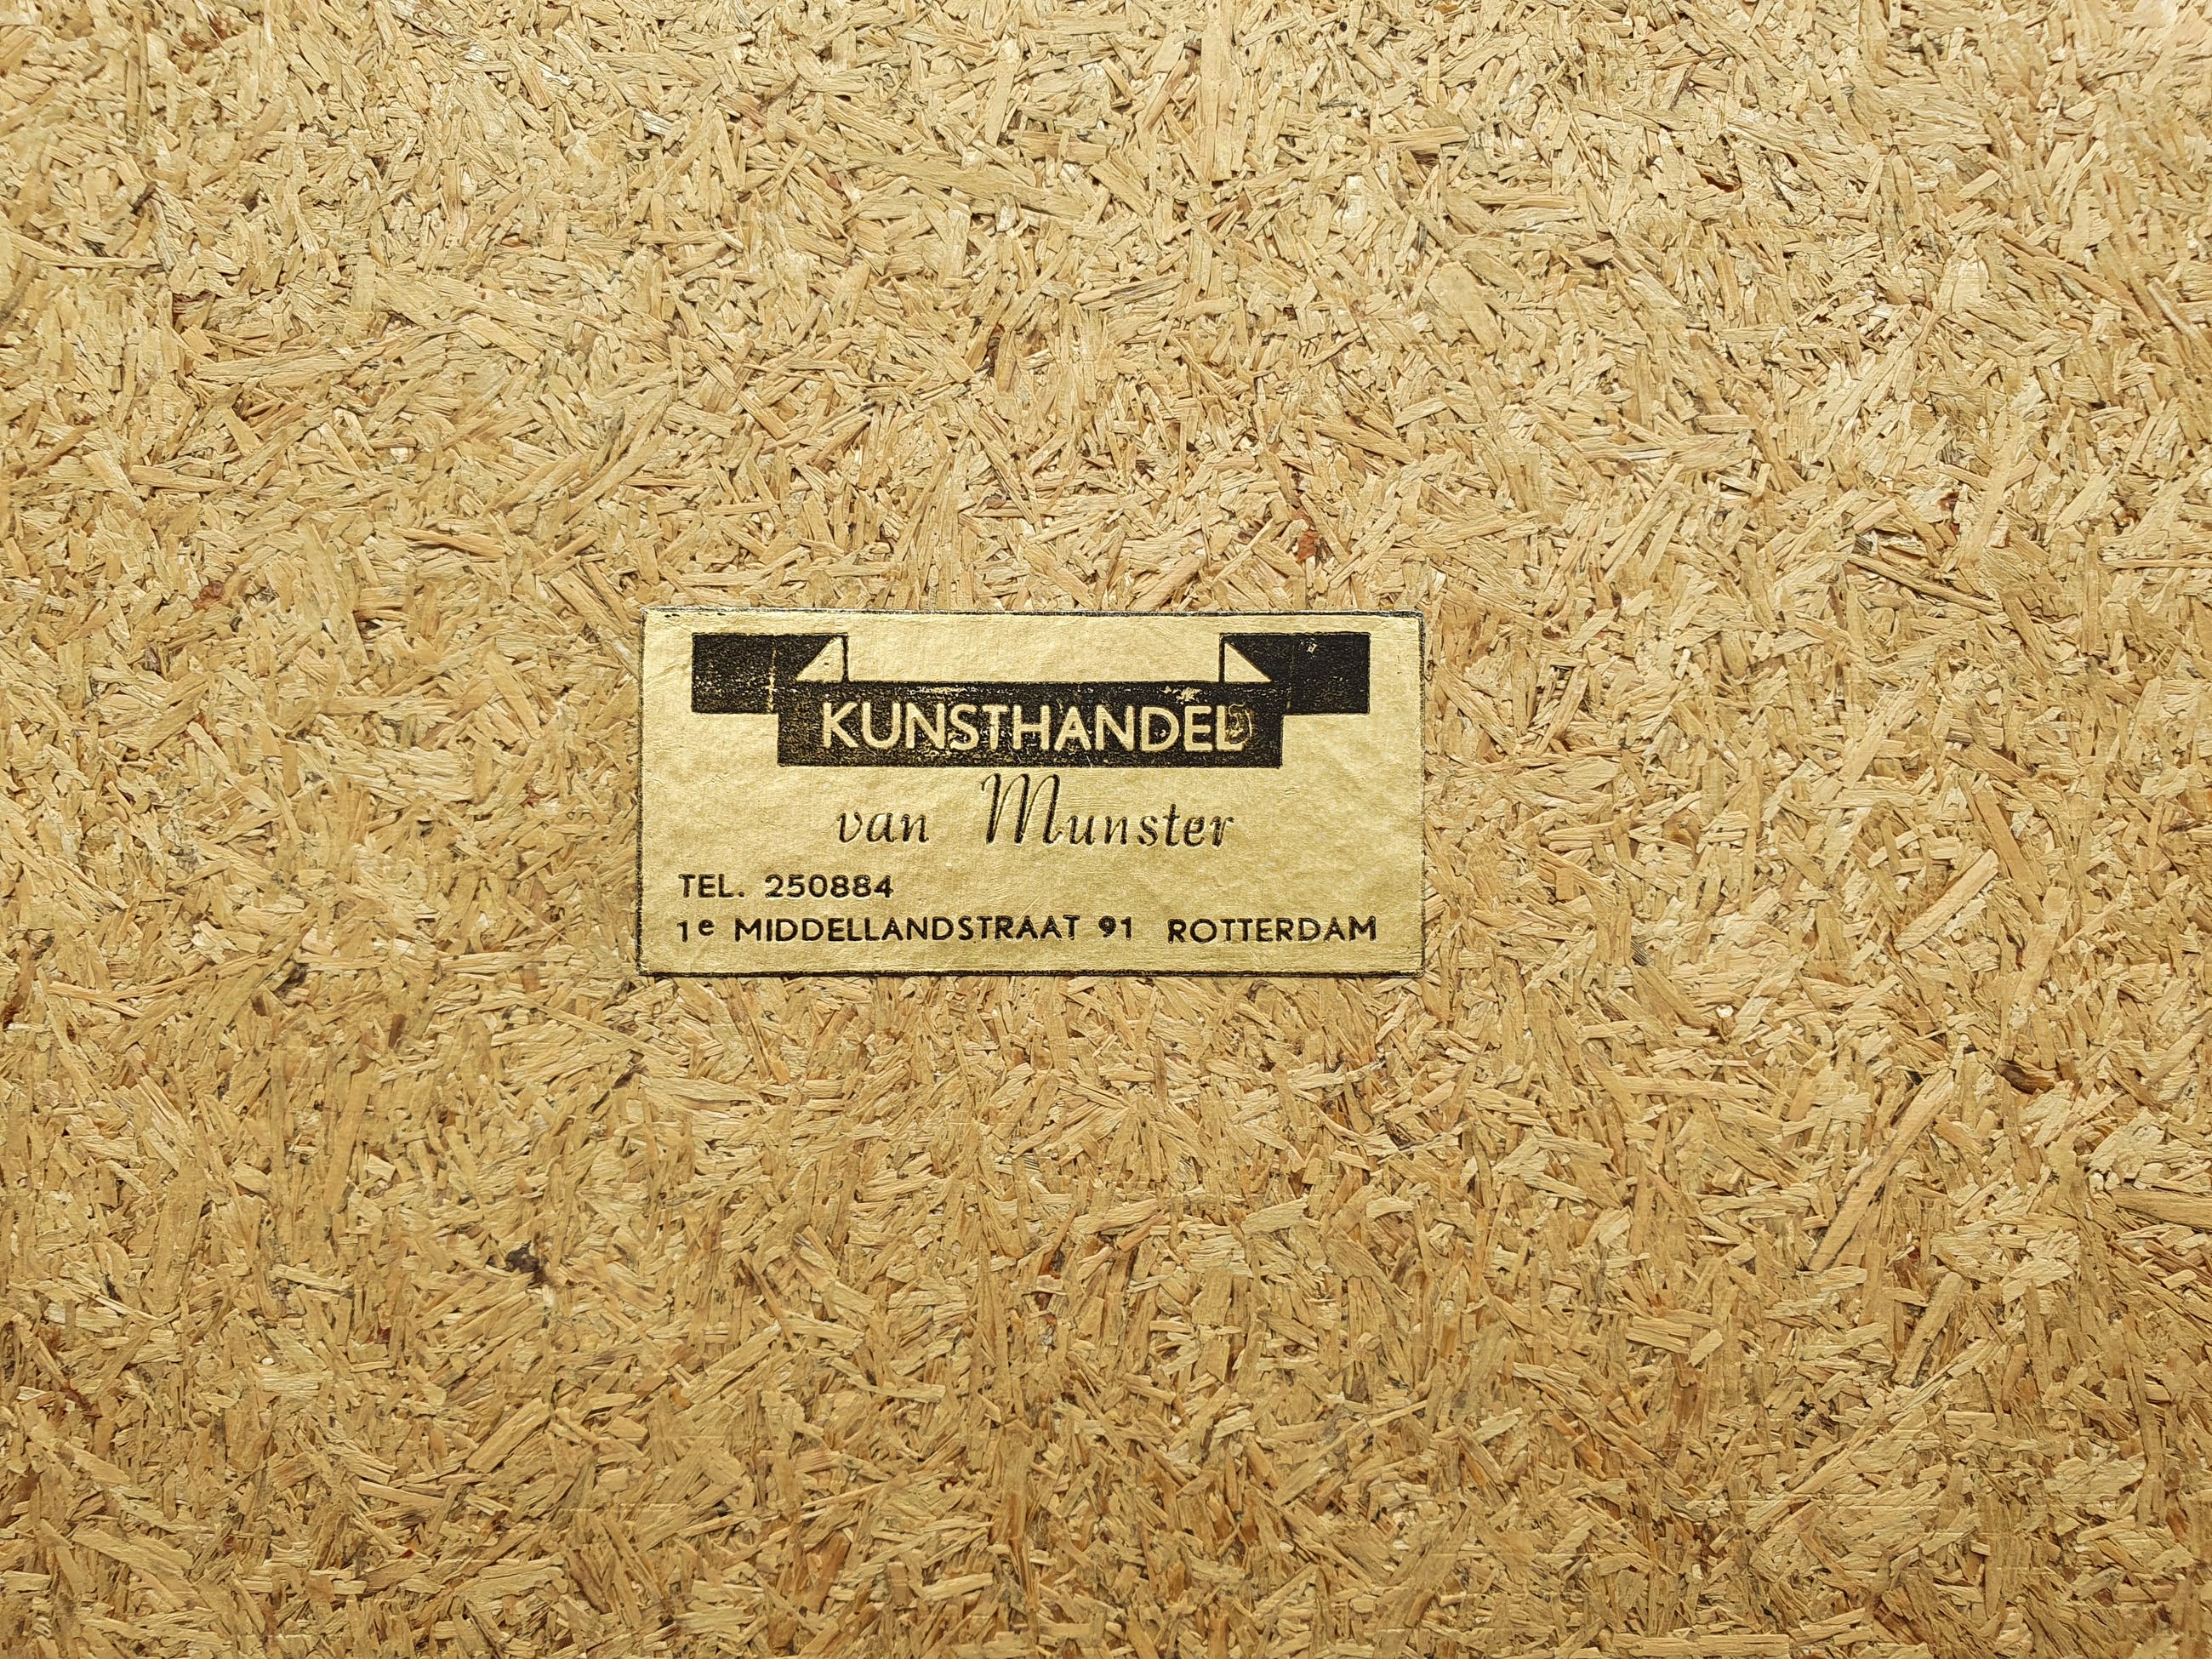 KUNSTHANDEL
van Munster
TEL. 250884
1e MIDDELLANDSTRAAT 91 ROTTERDAM